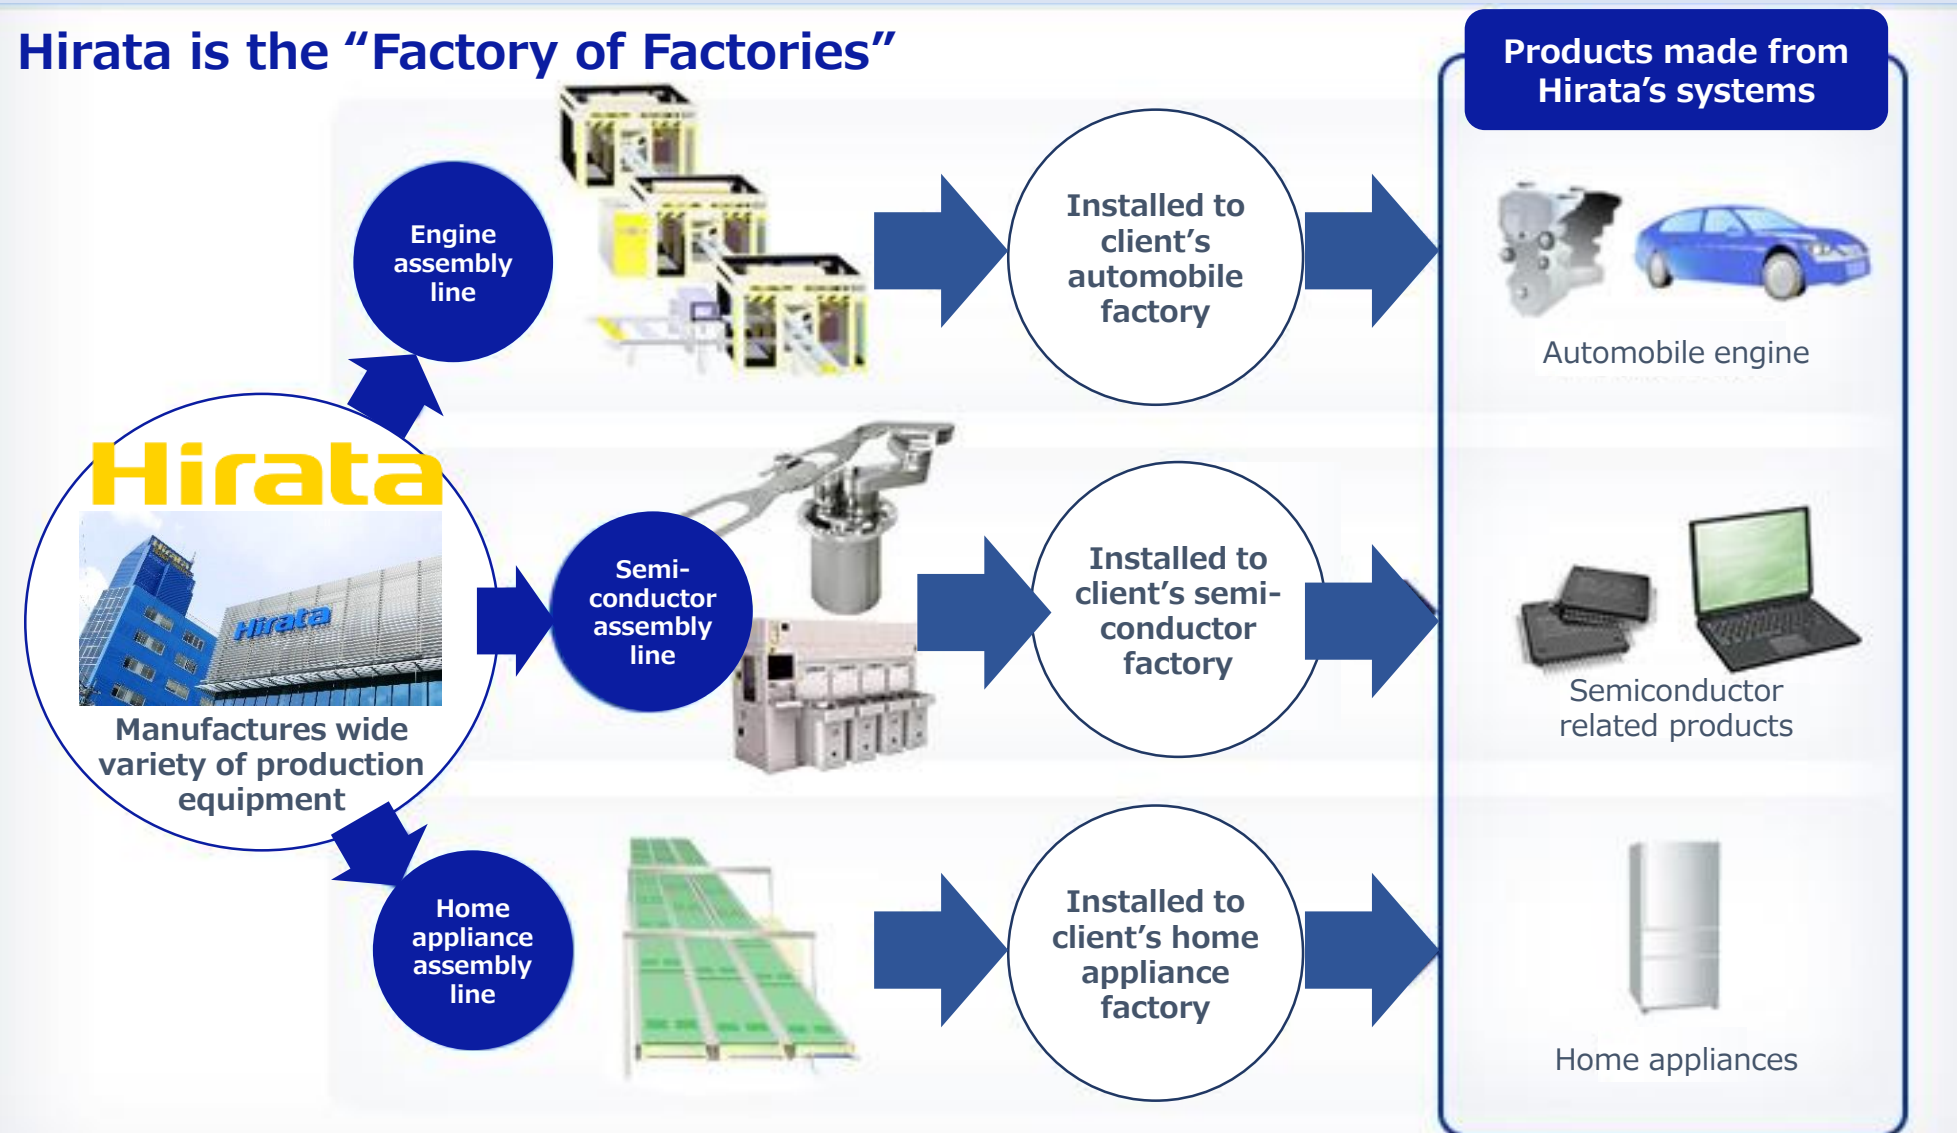 Hirata is the “Factory of Factories”
Products made from
Hirata’s systems
Engine
assembly
line
Installed to
client’s
automobile
factory
Automobile engine
Hirata
Hirata
Hirata
Manufactures wide
variety of production
equipment
Semi-
conductor
assembly
line
Installed to
client’s semi-
conductor
factory
Semiconductor
related products
Home
appliance
assembly
line
Installed to
client’s home
appliance
factory
Home appliances